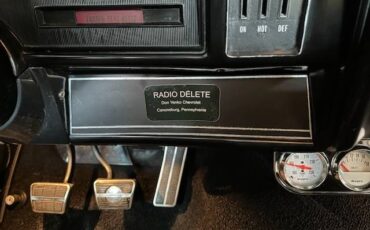 ON HOT DEF
RADIO DELETE
Don Yenko Chevrolet
Canonsburg, Pennsylvania